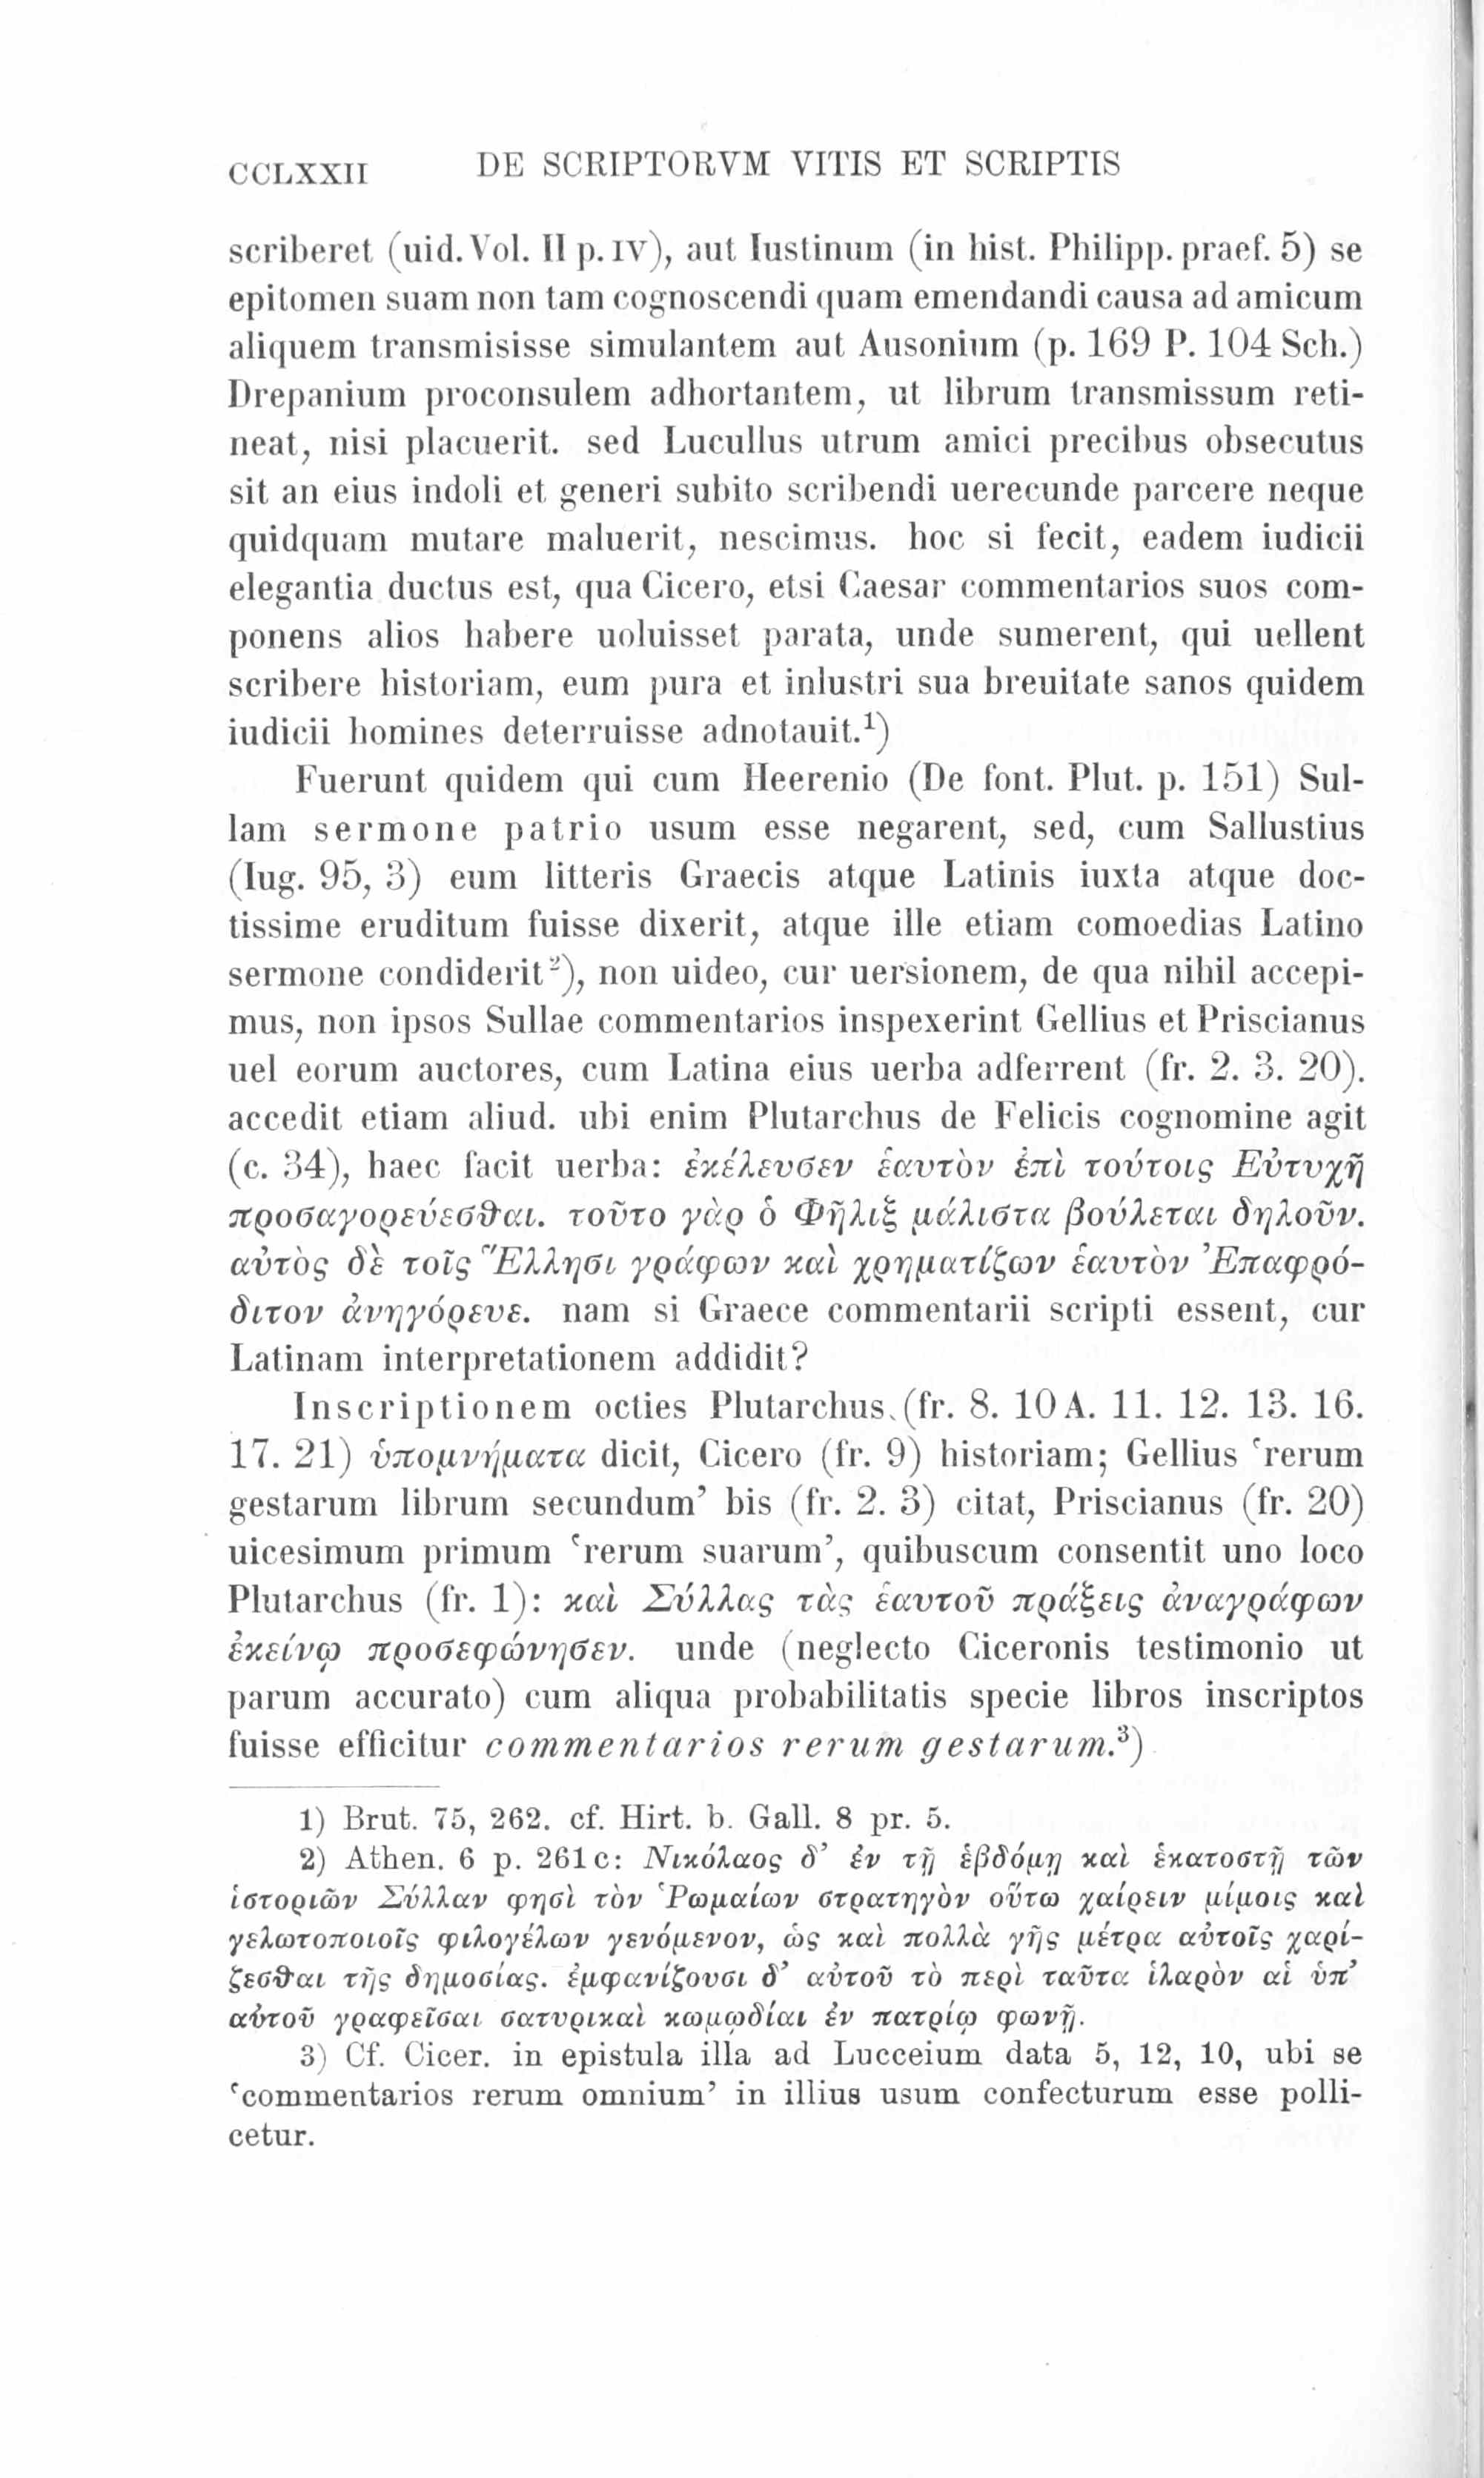 CCLXXII DE SCRIPTORVM VITIS ET SCRIPTIS
scriberet (uid. Vol. II p. IV), aut Iustinum (in hist. Philipp. praef. 5) se
epitomen suam non tam cognoscendi quam emendandi causa ad amicum
aliquem transmisisse simulantem aut Ausonium (p. 169 P. 104 Sch.)
Drepanium proconsulem adhortantem, ut librum transmissum reti-
neat, nisi placuerit. sed Lucullus utrum amici precibus obsecutus
sit an eius indoli et generi subito scribendi uerecunde parcere neque
quidquam mutare maluerit, nescimus. hoc si fecit, eadem iudicii
elegantia ductus est, qua Cicero, etsi Caesar commentarios suos com-
ponens alios habere uoluisset parata, unde sumerent, qui uellent
scribere historiam, eum pura et inlustri sua breuitate sanos quidem
iudicii homines deterruisse adnotauit.¹)
Fuerunt quidem qui cum Heerenio (De font. Plut. p. 151) Sul-
lam sermone patrio usum esse negarent, sed, cum Sallustius
(Iug. 95, 3) eum litteris Graecis atque Latinis iuxta atque doc-
tissime eruditum fuisse dixerit, atque ille etiam comoedias Latino
sermone condiderit²), non uideo, cur uersionem, de qua nihil accepi-
mus, non ipsos Sullae commentarios inspexerint Gellius et Priscianus
uel eorum auctores, cum Latina eius uerba adferrent (fr. 2. 3. 20).
accedit etiam aliud. ubi enim Plutarchus de Felicis cognomine agit
(c. 34), haec facit uerba: ἐκέλευσεν ἑαυτὸν ἐπὶ τούτοις Εὐτυχῆ
προσαγορεύεσθαι. τοῦτο γὰρ ὁ Φῆλιξ μάλιστα βούλεται δηλοῦν.
αὐτὸς δὲ τοῖς Ἕλλησι γράφων καὶ χρηματίζων ἑαυτὸν Ἐπαφρό-
διτον ἀνηγόρευε. nam si Graece commentarii scripti essent, cur
Latinam interpretationem addidit?
Inscriptionem octies Plutarchus (fr. 8. 10 A. 11. 12. 13. 16.
17. 21) ὑπομνήματα dicit, Cicero (fr. 9) historiam; Gellius ‛rerum
gestarum librum secundum’ bis (fr. 2. 3) citat, Priscianus (fr. 20)
uicesimum primum ‛rerum suarum’, quibuscum consentit uno loco
Plutarchus (fr. 1): καὶ Σύλλας τὰς ἑαυτοῦ πράξεις ἀναγράφων
ἐκείνῳ προσεφώνησεν. unde (neglecto Ciceronis testimonio ut
parum accurato) cum aliqua probabilitatis specie libros inscriptos
fuisse efficitur commentarios rerum gestarum.³)
1) Brut. 75, 262. cf. Hirt. b. Gall. 8 pr. 5.
2) Athen. 6 p. 261 c: Νικόλαος δ’ ἐν τῇ ἑβδόμῃ καὶ ἑκατοστῇ τῶν
ἱστοριῶν Σύλλαν φησὶ τὸν Ῥωμαίων στρατηγὸν οὕτω χαίρειν μίμοις καὶ
γελωτοποιοῖς φιλογέλων γενόμενον, ὡς καὶ πολλὰ γῆς μέτρα αὐτοῖς χαρί-
ζεσθαι τῆς δημοσίας. ἐμφανίζουσι δ’ αὐτοῦ τὸ περὶ ταῦτα ἱλαρὸν αἱ ὑπ’
αὐτοῦ γραφεῖσαι σατυρικαὶ κωμῳδίαι ἐν πατρίῳ φωνῇ.
3) Cf. Cicer. in epistula illa ad Lucceium data 5, 12, 10, ubi se
‛commentarios rerum omnium’ in illius usum confecturum esse polli-
cetur.